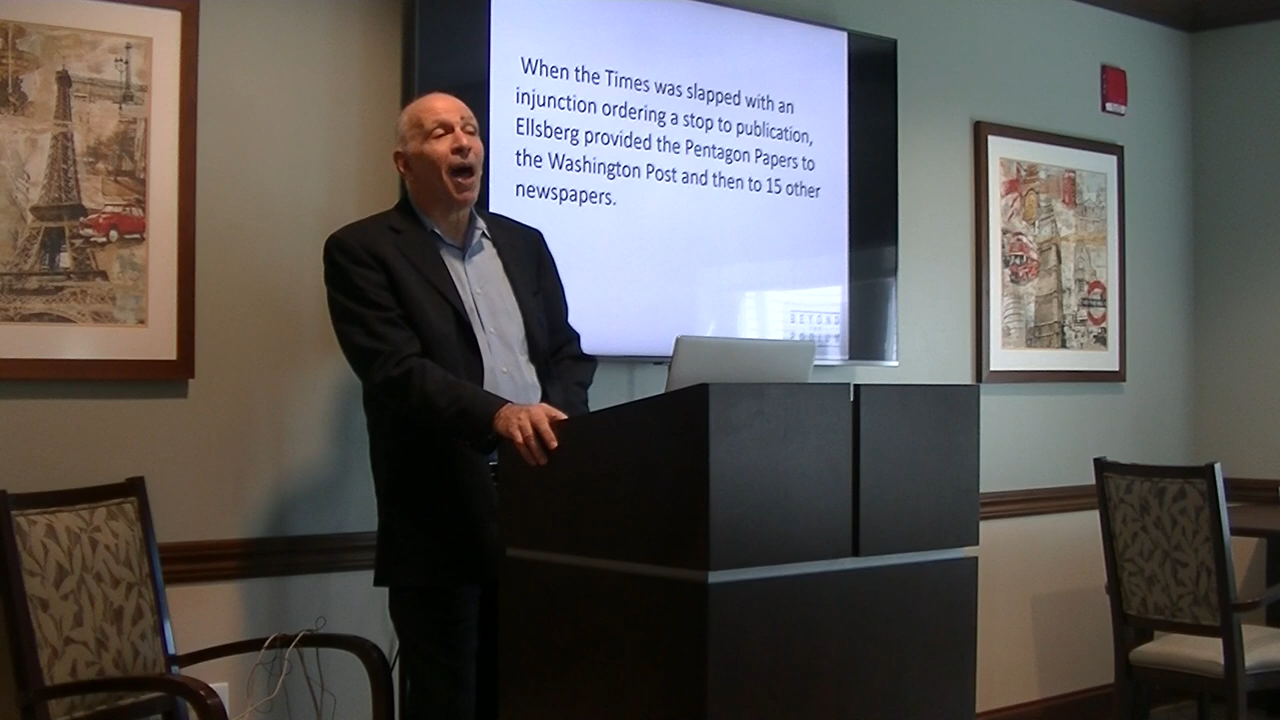 When the Times was slapped with an
injunction ordering a stop to publication,
Ellsberg provided the Pentagon Papers to
the Washington Post and then to 15 other
newspapers.
BEYOND